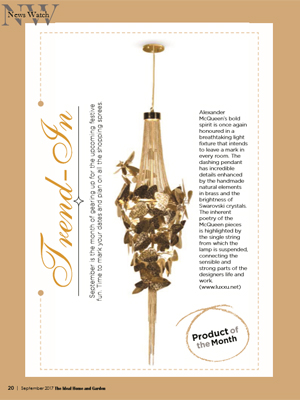 NW
News Watch
Trend-In
September is the month of gearing up for the upcoming festive
fun. Time to mark your dates and plan on all the shopping sprees.
Alexander
McQueen's bold
spirit is once again
honoured in a
breathtaking light
fixture that intends
to leave a mark in
every room. The
dashing pendant
has incredible
details enhanced
by the handmade
natural elements
in brass and the
brightness of
Swarovski crystals.
The inherent
poetry of the
McQueen pieces
is highlighted by
the single string
from which the
lamp is suspended,
connecting the
sensible and
strong parts of the
designers life and
work.
(www.luxxu.net)
Product of
the Month
20 | September 2017 The Ideal Home and Garden